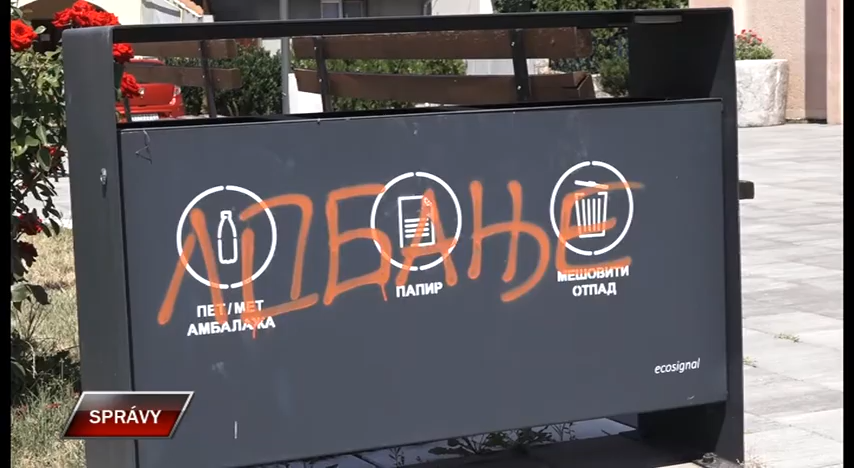 ЛОБАЊЕ
ПЕТ / МЕТ
АМБАЛАЖА
ПАПИР
МЕШОВИТИ
ОТПАД
ecosignal
SPRÁVY